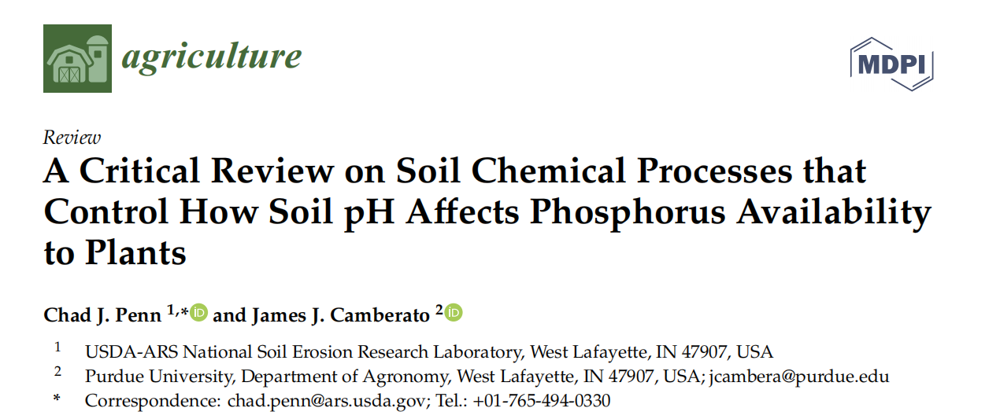 agriculture
MDPI
Review
A Critical Review on Soil Chemical Processes that
Control How Soil pH Affects Phosphorus Availability
to Plants
Chad J. Penn 1,* iD and James J. Camberato 2 iD
1 USDA-ARS National Soil Erosion Research Laboratory, West Lafayette, IN 47907, USA
2 Purdue University, Department of Agronomy, West Lafayette, IN 47907, USA; jcambera@purdue.edu
* Correspondence: chad.penn@ars.usda.gov; Tel.: +01-765-494-0330